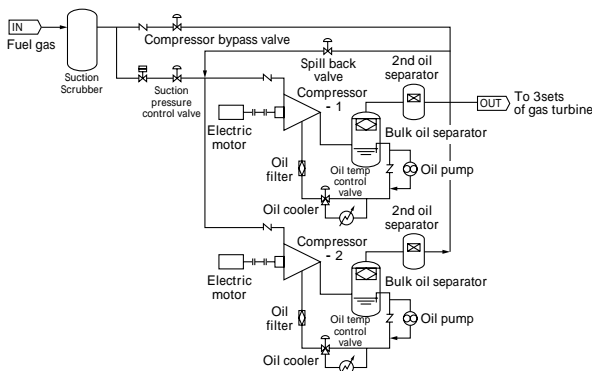 IN
Fuel gas
Suction
Scrubber
Compressor bypass valve
Spill back
valve
2nd oil
separator
OUT
To 3sets
of gas turbine
Suction
pressure
control valve
Compressor
- 1
Electric
motor
Bulk oil separator
Oil
filter
Oil temp
control
valve
Oil pump
Oil cooler
2nd oil
separator
Compressor
- 2
Electric
motor
Bulk oil separator
Oil
filter
Oil temp
control
valve
Oil pump
Oil cooler